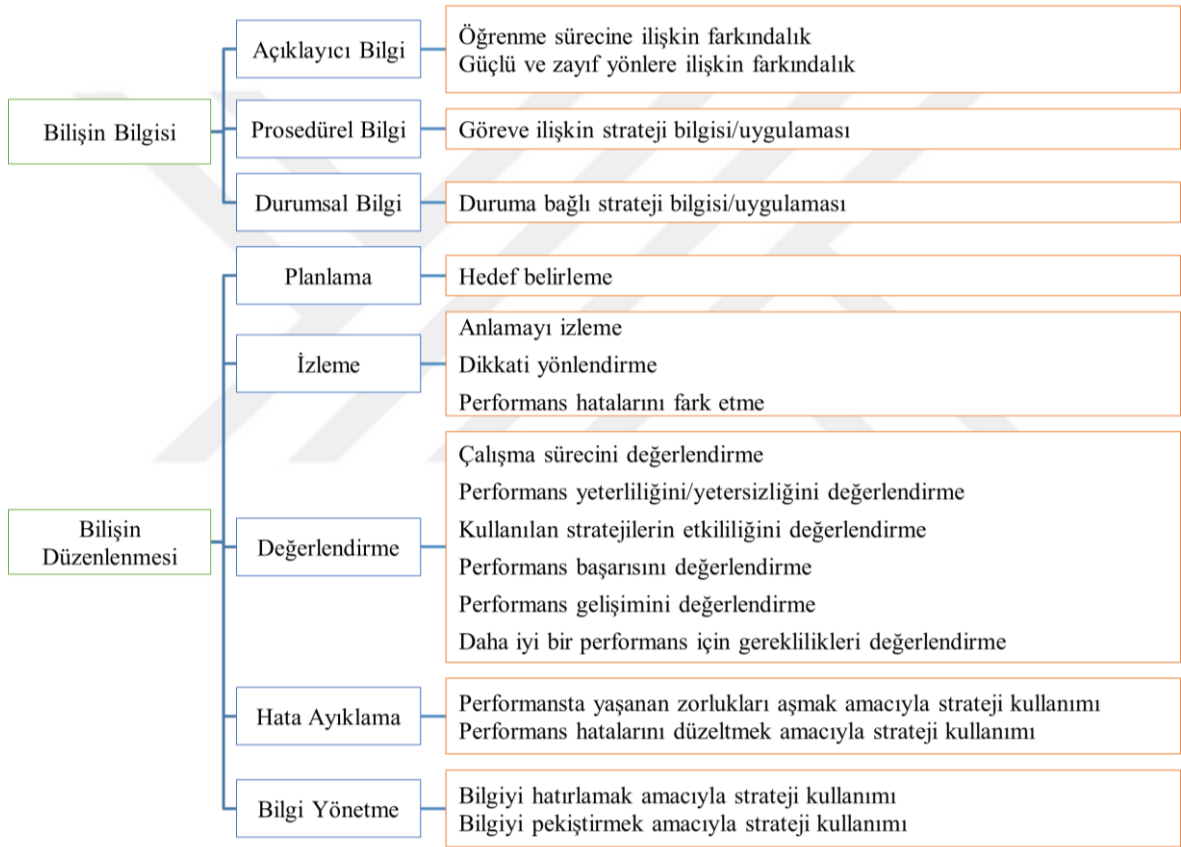 Bilişin Bilgisi
Açıklayıcı Bilgi
Öğrenme sürecine ilişkin farkındalık
Güçlü ve zayıf yönlere ilişkin farkındalık
Prosedürel Bilgi
Göreve ilişkin strateji bilgisi/uygulaması
Durumsal Bilgi
Duruma bağlı strateji bilgisi/uygulaması
Bilişin
Düzenlenmesi
Planlama
Hedef belirleme
İzleme
Anlamayı izleme
Dikkati yönlendirme
Performans hatalarını fark etme
Değerlendirme
Çalışma sürecini değerlendirme
Performans yeterliliğini/yetersizliğini değerlendirme
Kullanılan stratejilerin etkililiğini değerlendirme
Performans başarısını değerlendirme
Performans gelişimini değerlendirme
Daha iyi bir performans için gereklilikleri değerlendirme
Hata Ayıklama
Performansta yaşanan zorlukları aşmak amacıyla strateji kullanımı
Performans hatalarını düzeltmek amacıyla strateji kullanımı
Bilgi Yönetme
Bilgiyi hatırlamak amacıyla strateji kullanımı
Bilgiyi pekiştirmek amacıyla strateji kullanımı